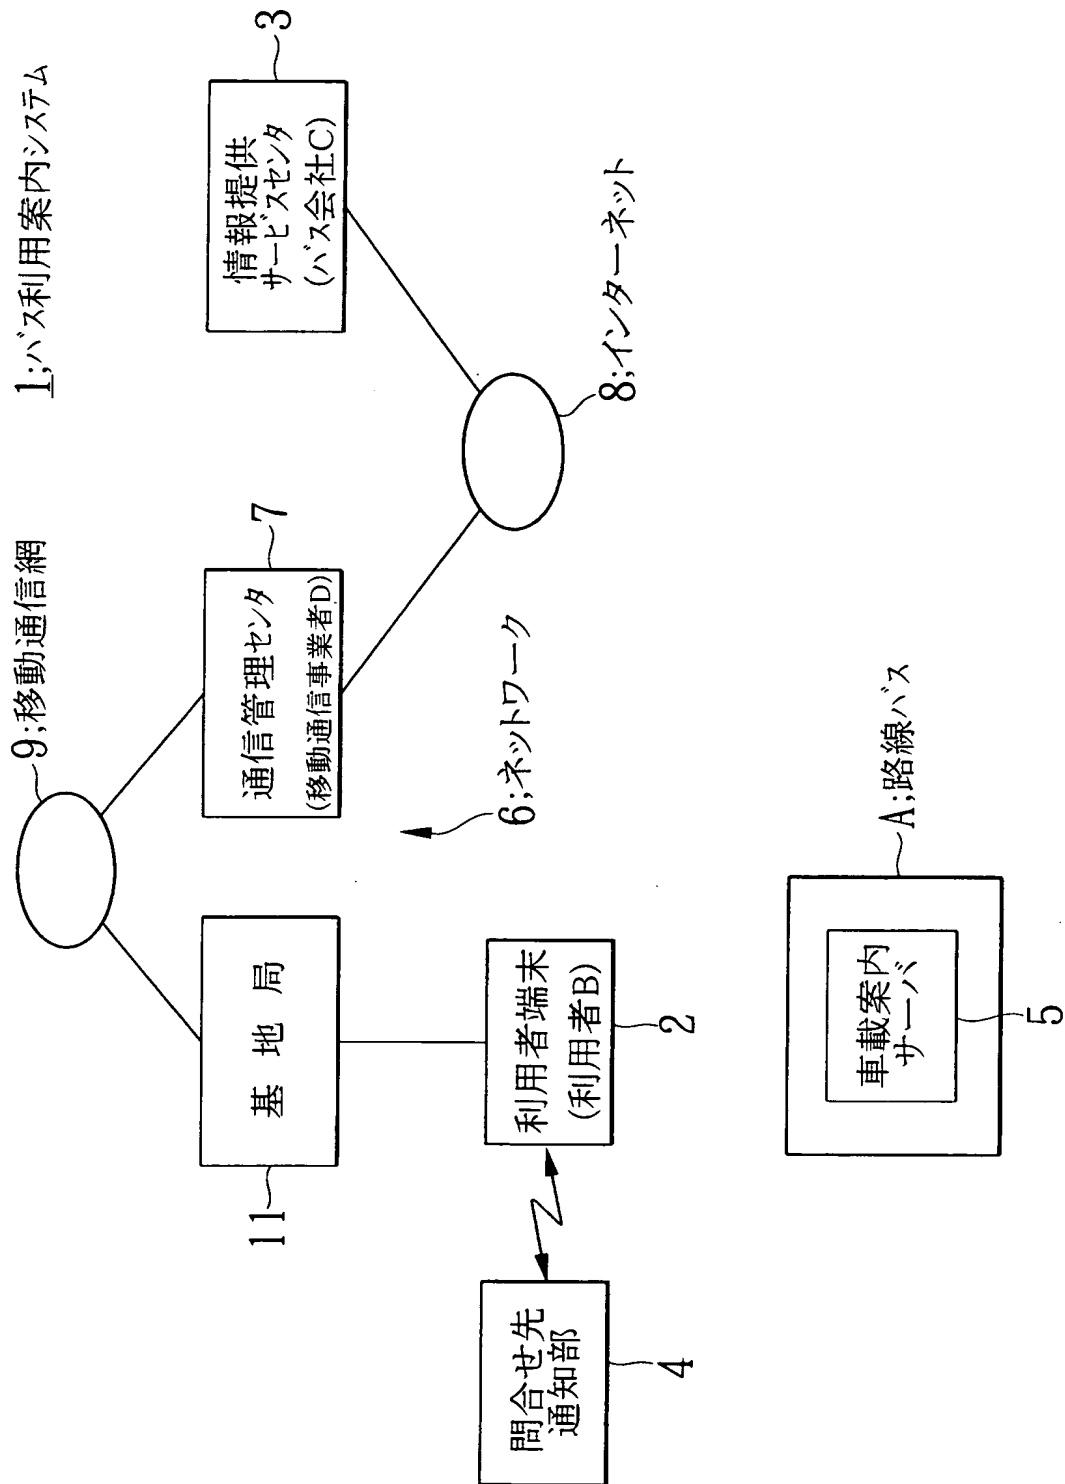 1;バス利用案内システム
9;移動通信網
基地局
11
通信管理センタ
(移動通信事業者D)
7
情報提供
サービスセンタ
(バス会社C)
3
6;ネットワーク
8;インターネット
問合せ先
通知部
4
利用者端末
(利用者B)
2
車載案内
サーバ
5
A;路線バス